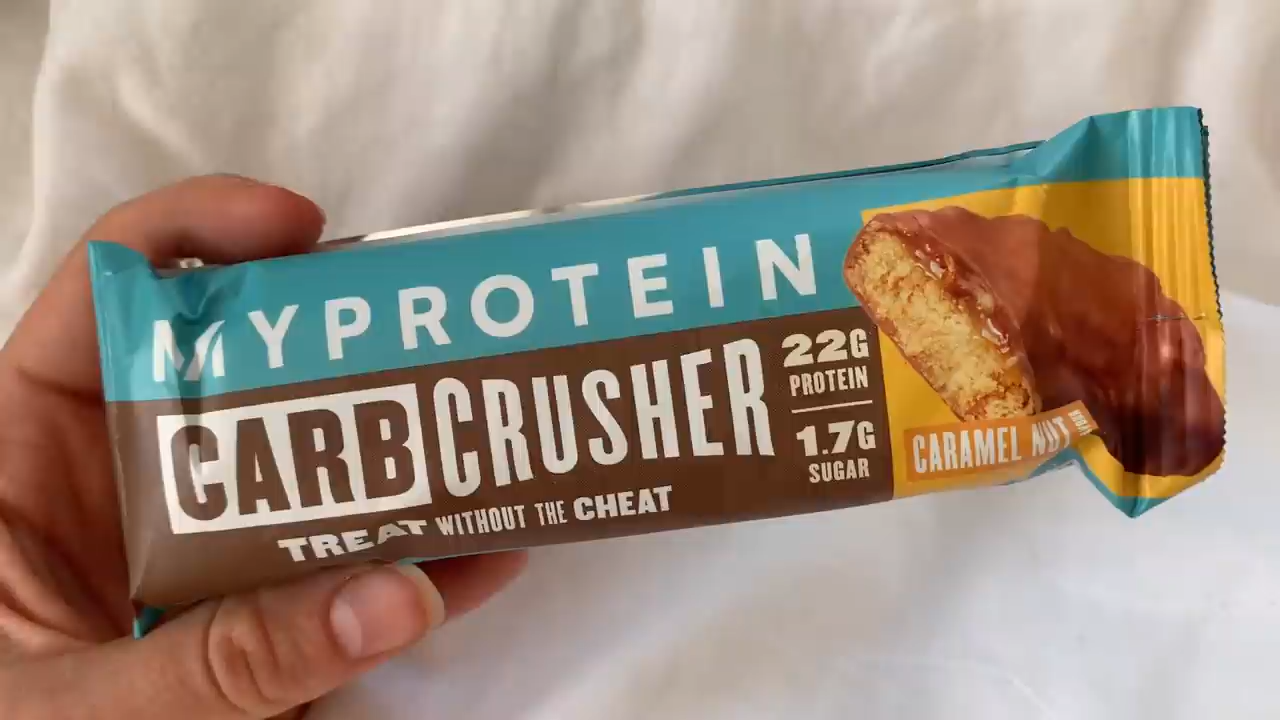 MYPROTEIN
CARB CRUSHER
TREAT WITHOUT THE CHEAT
22G
PROTEIN
1.7G
SUGAR
CARAMEL NUT